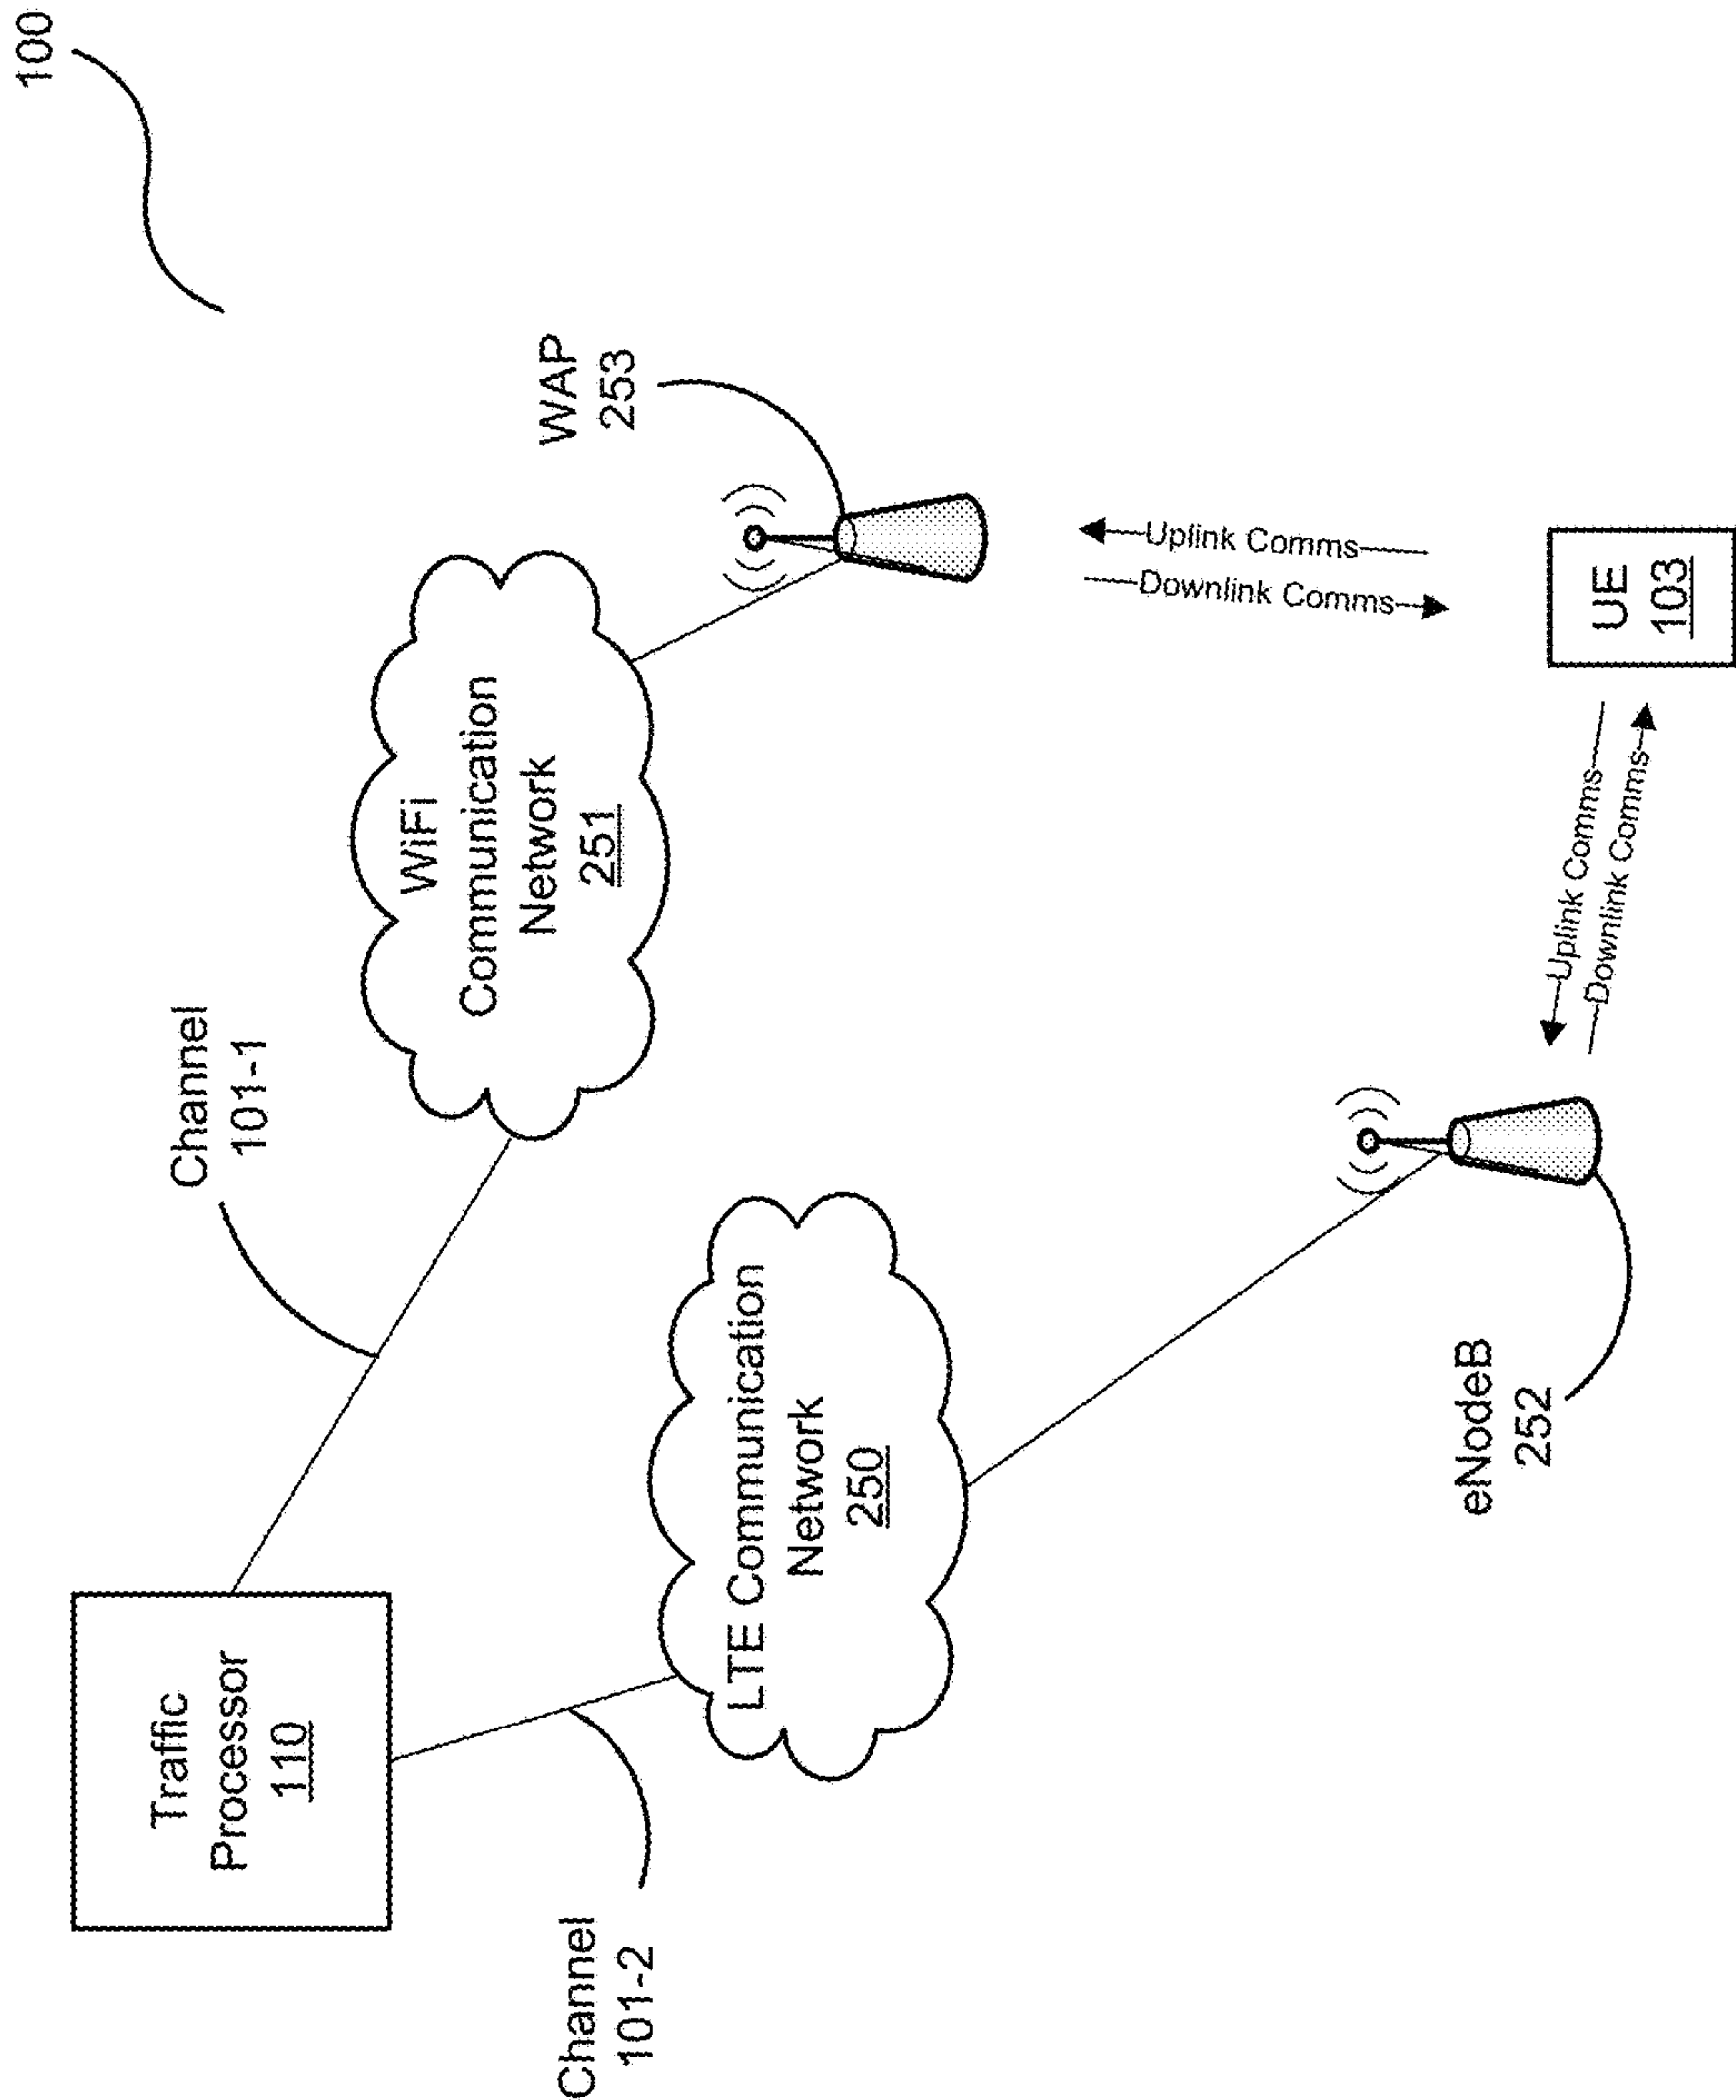 100
Traffic
Processor
110
Channel
101-1
Channel
101-2
WiFi
Communication
Network
251
LTE Communication
Network
250
WAP
253
eNodeB
252
Uplink Comms
Downlink Comms
Uplink Comms
Downlink Comms
UE
103